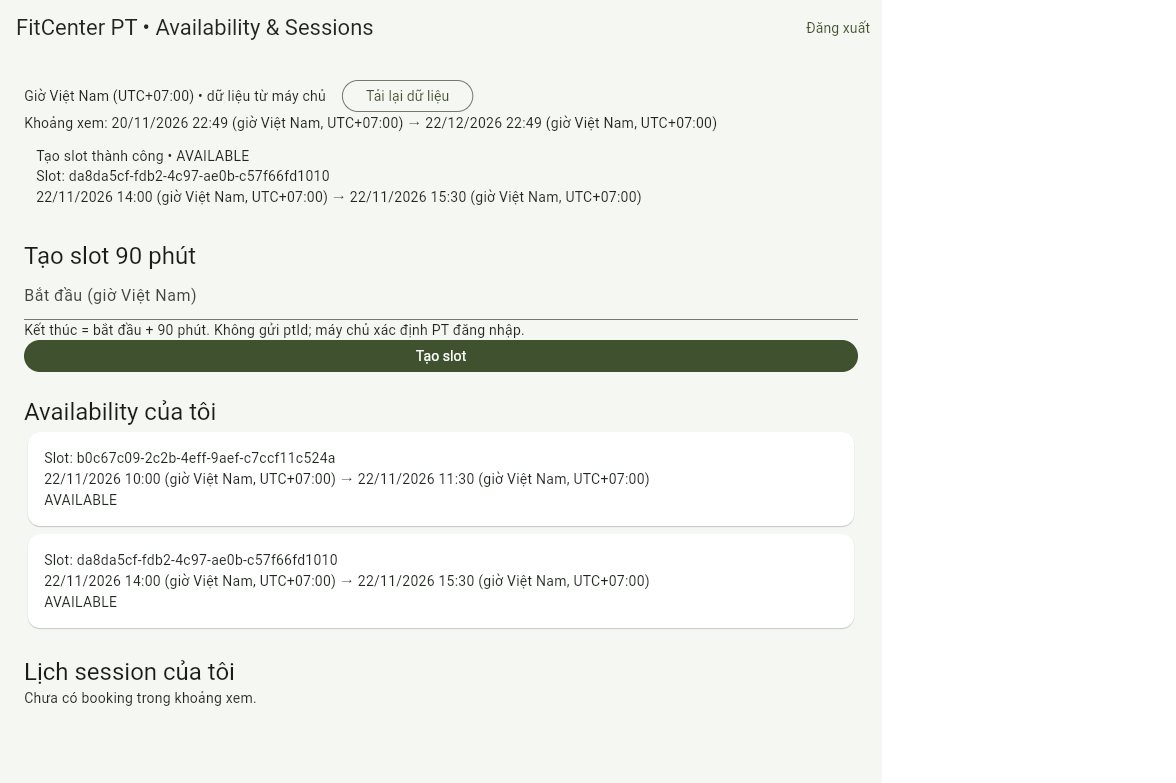 FitCenter PT • Availability & Sessions
Đăng xuất
Giờ Việt Nam (UTC+07:00) • dữ liệu từ máy chủ
Tải lại dữ liệu
Khoảng xem: 20/11/2026 22:49 (giờ Việt Nam, UTC+07:00) → 22/12/2026 22:49 (giờ Việt Nam, UTC+07:00)
Tạo slot thành công • AVAILABLE
Slot: da8da5cf-fdb2-4c97-ae0b-c57f66fd1010
22/11/2026 14:00 (giờ Việt Nam, UTC+07:00) → 22/11/2026 15:30 (giờ Việt Nam, UTC+07:00)
Tạo slot 90 phút
Bắt đầu (giờ Việt Nam)
Kết thúc = bắt đầu + 90 phút. Không gửi ptId; máy chủ xác định PT đăng nhập.
Tạo slot
Availability của tôi
Slot: b0c67c09-2c2b-4eff-9aef-c7ccf11c524a
22/11/2026 10:00 (giờ Việt Nam, UTC+07:00) → 22/11/2026 11:30 (giờ Việt Nam, UTC+07:00)
AVAILABLE
Slot: da8da5cf-fdb2-4c97-ae0b-c57f66fd1010
22/11/2026 14:00 (giờ Việt Nam, UTC+07:00) → 22/11/2026 15:30 (giờ Việt Nam, UTC+07:00)
AVAILABLE
Lịch session của tôi
Chưa có booking trong khoảng xem.